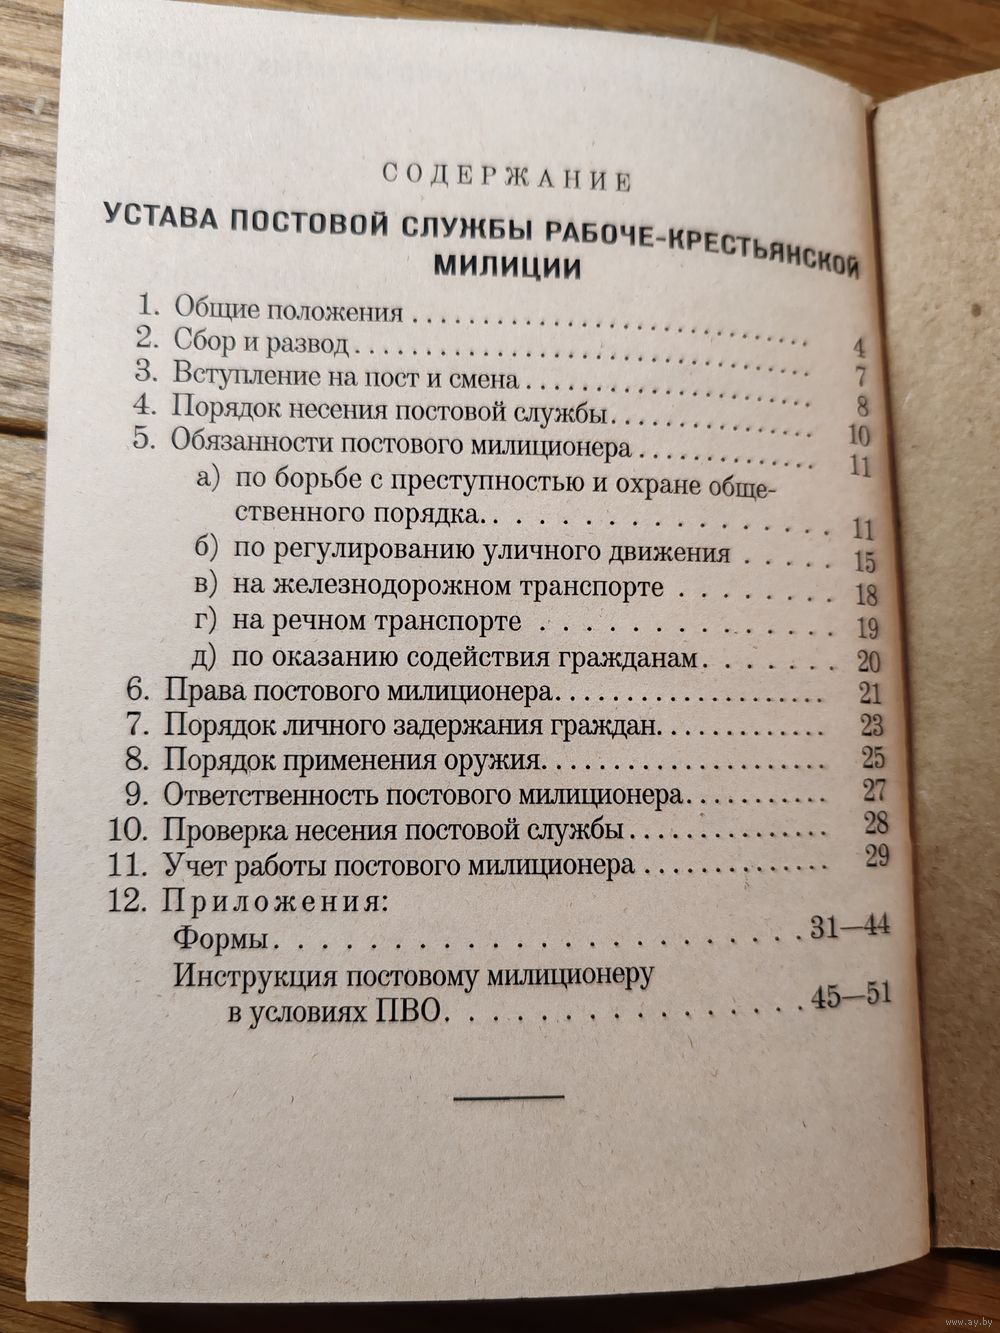 СОДЕРЖАНИЕ
УСТАВА ПОСТОВОЙ СЛУЖБЫ РАБОЧЕ-КРЕСТЬЯНСКОЙ
МИЛИЦИИ
1. Общие положения . . . . . . . . . . . . . . . . . . . . . . . . . . . . 4
2. Сбор и развод . . . . . . . . . . . . . . . . . . . . . . . . . . . . . . . . 7
3. Вступление на пост и смена . . . . . . . . . . . . . . . . . . . . 8
4. Порядок несения постовой службы . . . . . . . . . . . . . . 10
5. Обязанности постового милиционера . . . . . . . . . . . . 11
а) по борьбе с преступностью и охране обще-
ственного порядка. . . . . . . . . . . . . . . . . . . 11
б) по регулированию уличного движения . . . . . 15
в) на железнодорожном транспорте . . . . . . . . 18
г) на речном транспорте . . . . . . . . . . . . . . . 19
д) по оказанию содействия гражданам . . . . . . . 20
6. Права постового милиционера . . . . . . . . . . . . . . . . . . . 21
7. Порядок личного задержания граждан . . . . . . . . . . . . . 23
8. Порядок применения оружия . . . . . . . . . . . . . . . . . . . . 25
9. Ответственность постового милиционера . . . . . . . . . . . 27
10. Проверка несения постовой службы . . . . . . . . . . . . . . . 28
11. Учет работы постового милиционера . . . . . . . . . . . . . . 29
12. Приложения:
Формы . . . . . . . . . . . . . . . . . . . . . . . . 31—44
Инструкция постовому милиционеру
в условиях ПВО . . . . . . . . . . . . . . . . . 45—51
www.ay.by